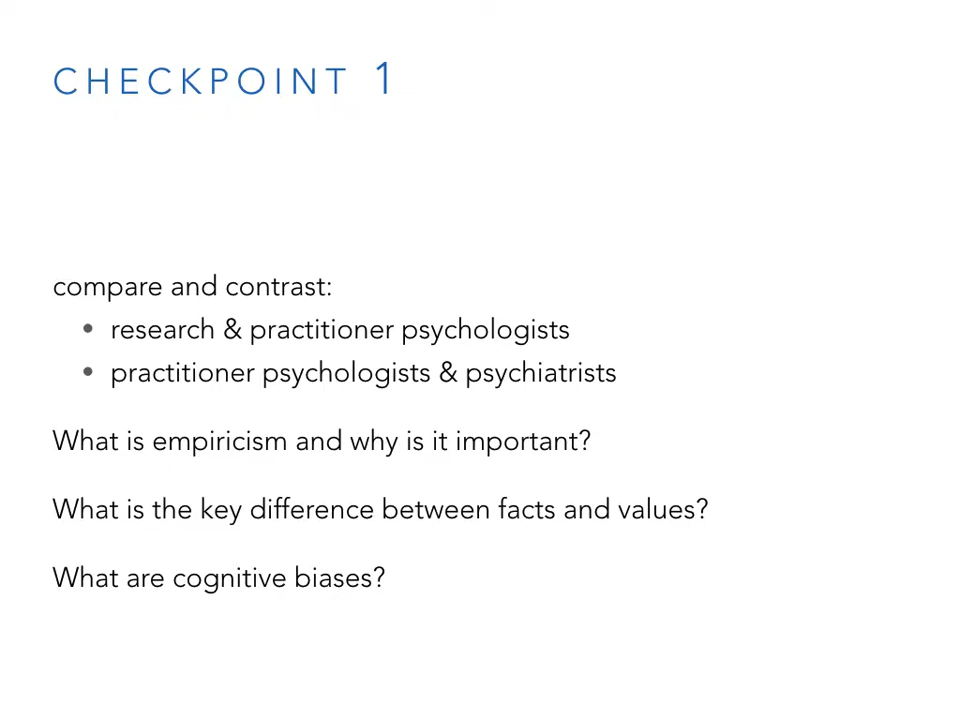 CHECKPOINT 1
compare and contrast:
• research & practitioner psychologists
• practitioner psychologists & psychiatrists
What is empiricism and why is it important?
What is the key difference between facts and values?
What are cognitive biases?